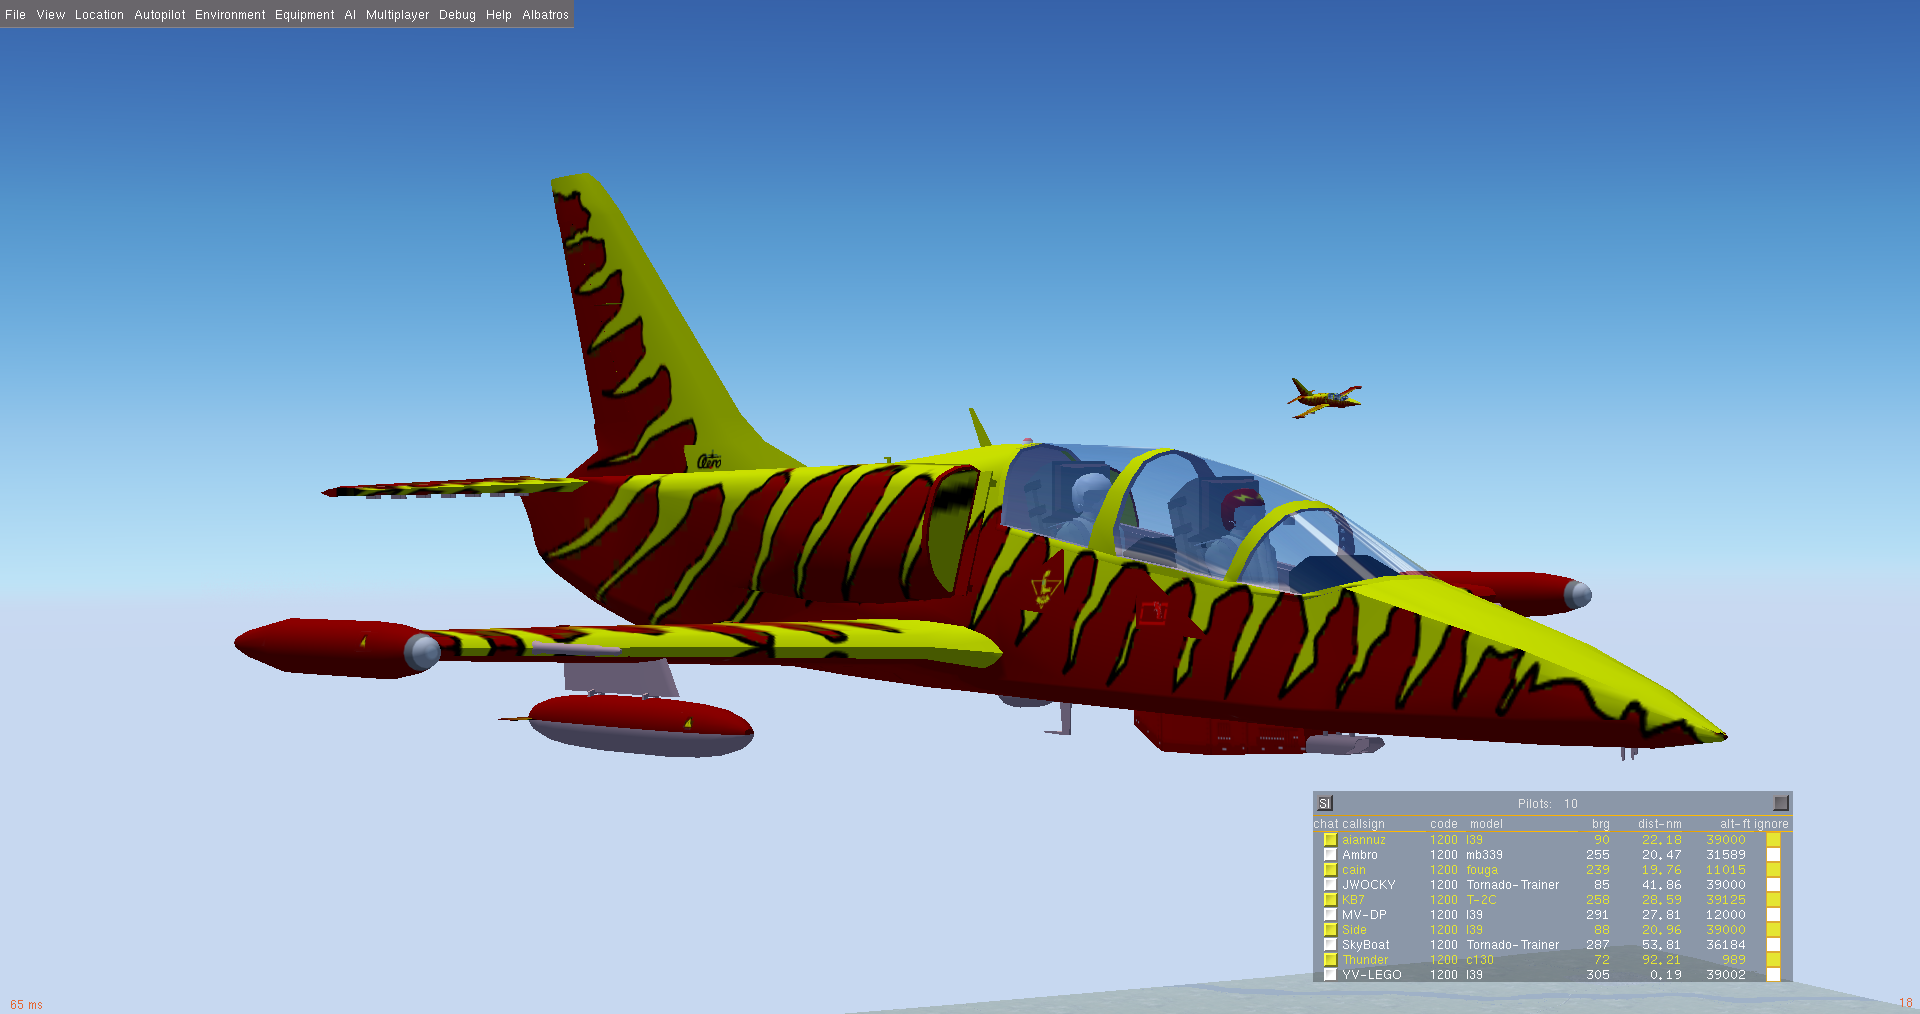 File View Location Autopilot Environment Equipment AI Multiplayer Debug Help Albatros
Aero
SI Pilots: 10
chat callsign code model brg dist-nm alt-ft ignore
aiannuz 1200 l39 90 22.18 39000
Ambro 1200 mb339 255 20.47 31589
cain 1200 fouga 239 19.76 11015
JWOCKY 1200 Tornado-Trainer 85 41.86 39000
KB7 1200 T-2C 258 28.59 39125
MV-DP 1200 l39 291 27.81 12000
Side 1200 l39 88 20.96 39000
SkyBoat 1200 Tornado-Trainer 287 53.81 36184
Thunder 1200 c130 72 92.21 989
YV-LEGO 1200 l39 305 0.19 39002
65 ms
18